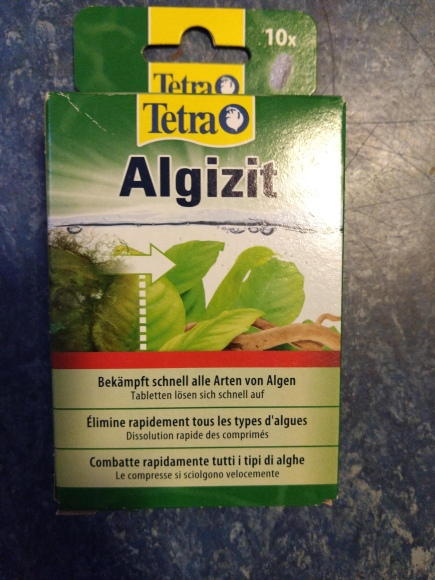 10x
Tetra
Tetra
Algizit
Bekämpft schnell alle Arten von Algen
Tabletten lösen sich schnell auf
Élimine rapidement tous les types d'algues
Dissolution rapide des comprimés
Combatte rapidamente tutti i tipi di alghe
Le compresse si sciolgono velocemente